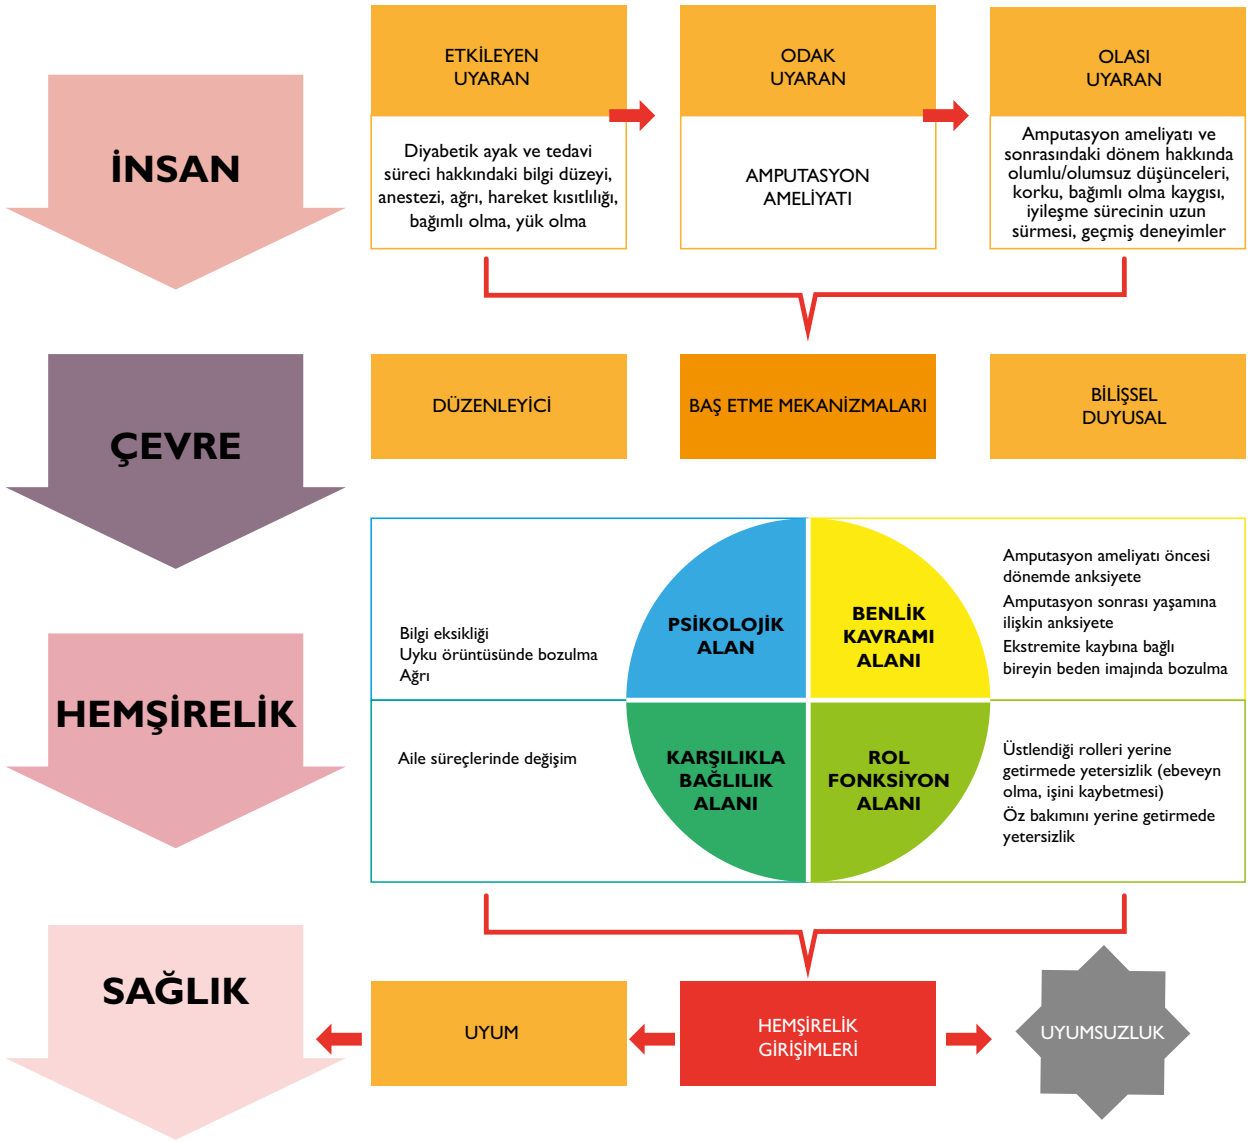 İNSAN
ETKİLEYEN
UYARAN
Diyabetik ayak ve tedavi
süreci hakkındaki bilgi düzeyi,
anestezi, ağrı, hareket kısıtlılığı,
bağımlı olma, yük olma
ODAK
UYARAN
AMPUTASYON
AMELİYATI
OLASI
UYARAN
Amputasyon ameliyatı ve
sonrasındaki dönem hakkında
olumlu/olumsuz düşünceleri,
korku, bağımlı olma kaygısı,
iyileşme sürecinin uzun
sürmesi, geçmiş deneyimler
ÇEVRE
DÜZENLEYİCİ
BAŞ ETME MEKANİZMALARI
BİLİŞSEL
DUYUSAL
HEMŞİRELİK
Bilgi eksikliği
Uyku örüntüsünde bozulma
Ağrı
PSİKOLOJİK
ALAN
BENLİK
KAVRAMI
ALANI
Amputasyon ameliyatı öncesi
dönemde anksiyete
Amputasyon sonrası yaşamına
ilişkin anksiyete
Ekstremite kaybına bağlı
bireyin beden imajında bozulma
Aile süreçlerinde değişim
KARŞILIKLA
BAĞLILIK
ALANI
ROL
FONKSİYON
ALANI
Üstlendiği rolleri yerine
getirmede yetersizlik (ebeveyn
olma, işini kaybetmesi)
Öz bakımını yerine getirmede
yetersizlik
SAĞLIK
UYUM
HEMŞİRELİK
GİRİŞİMLERİ
UYUMSUZLUK